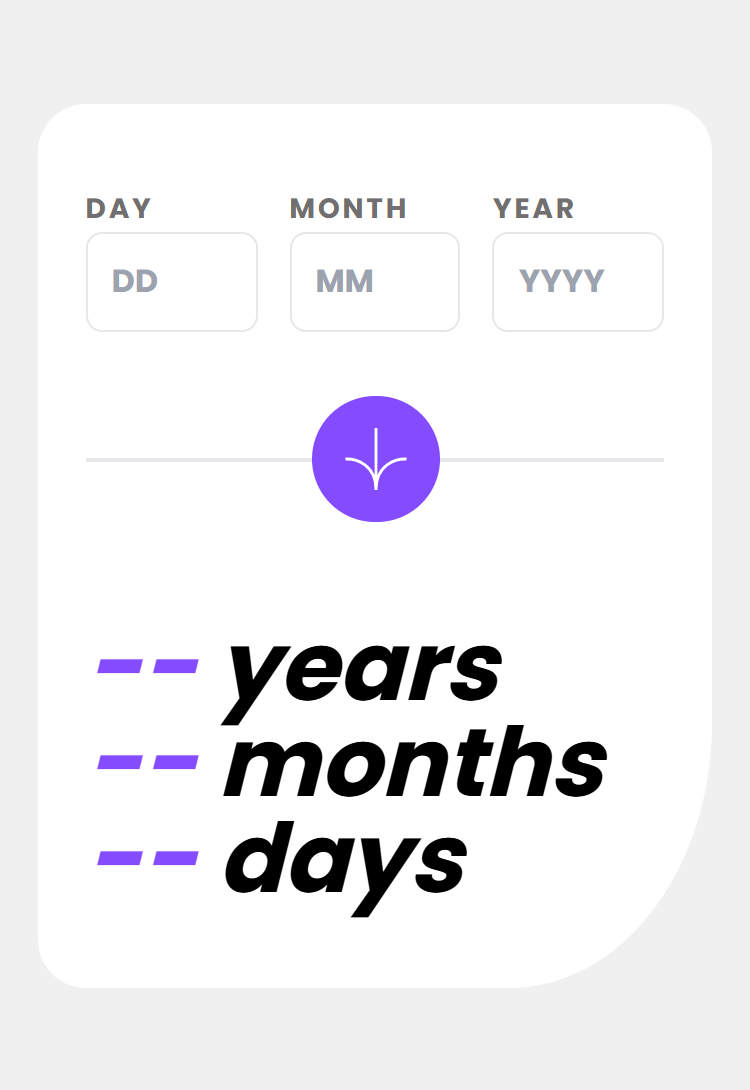 DAY MONTH YEAR
DD MM YYYY
-- years
-- months
-- days